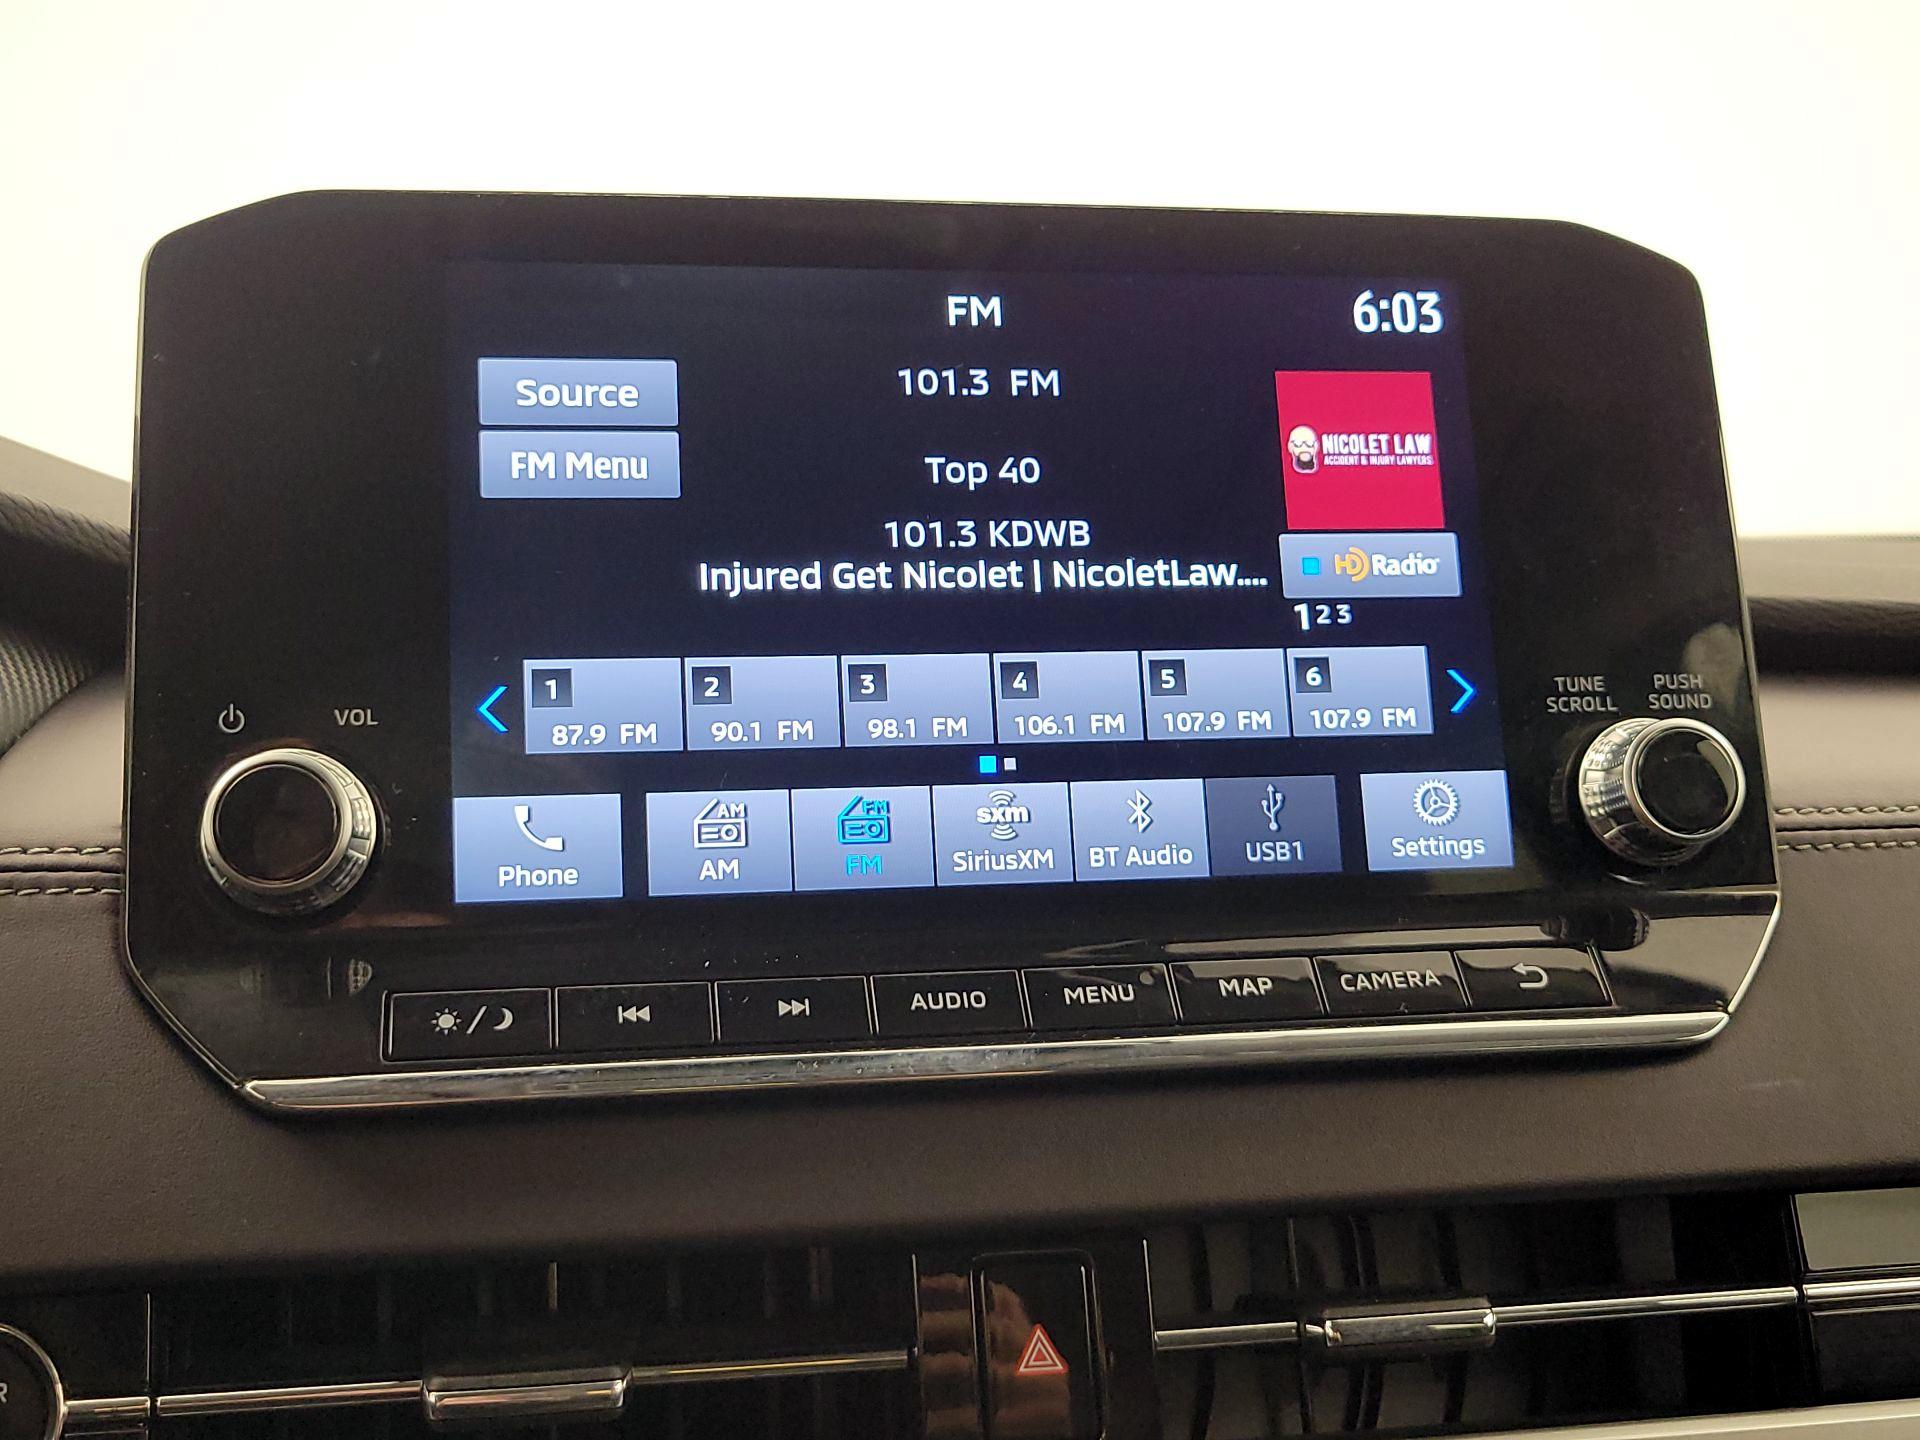 FM
6:03
Source
101.3 FM
FM Menu
Top 40
NICOLET LAW
ACCIDENT & INJURY LAWYERS
101.3 KDWB
Injured Get Nicolet | NicoletLaw....
HD Radio
1 2 3
1
87.9 FM
2
90.1 FM
3
98.1 FM
4
106.1 FM
5
107.9 FM
6
107.9 FM
VOL
TUNE
SCROLL
PUSH
SOUND
Phone
AM
AM
FM
FM
sxm
SiriusXM
BT Audio
USB1
Settings
AUDIO
MENU
MAP
CAMERA
R